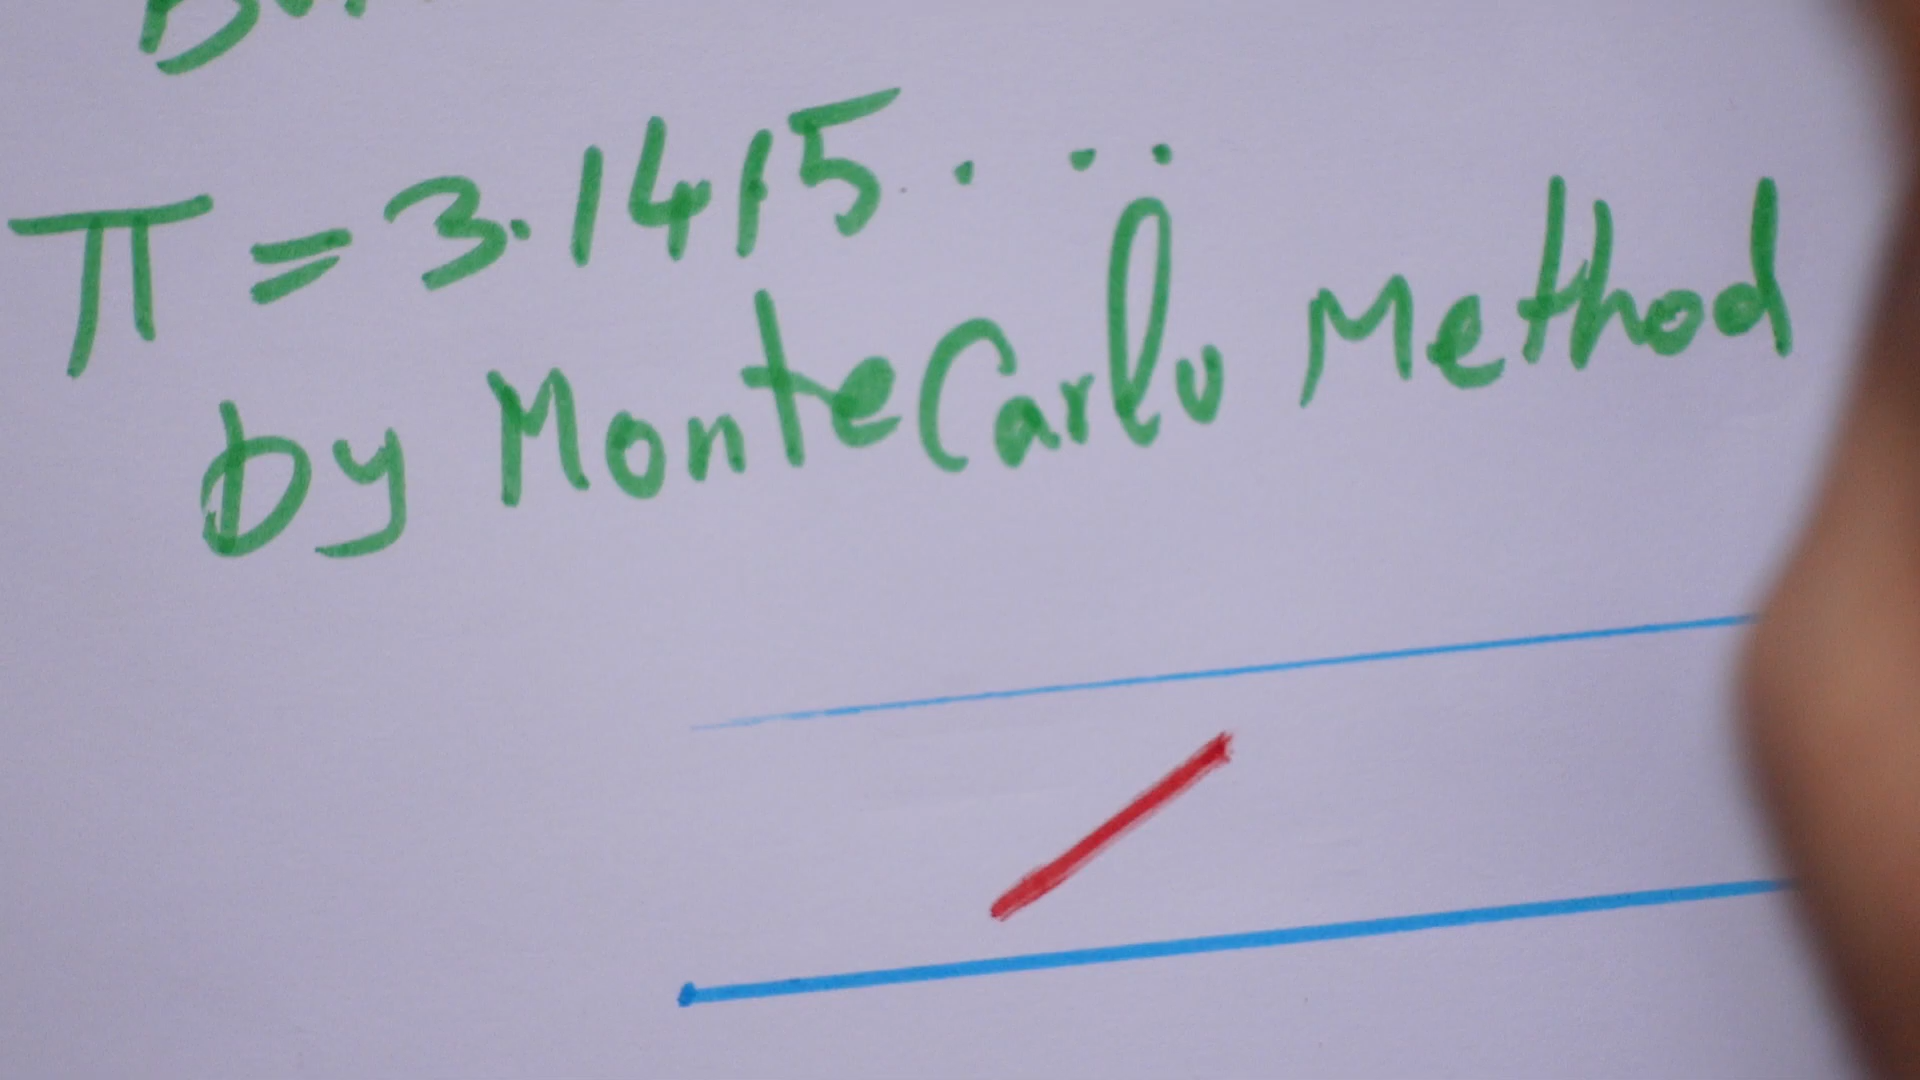 π = 3.1415. . .
by MonteCarlo Method